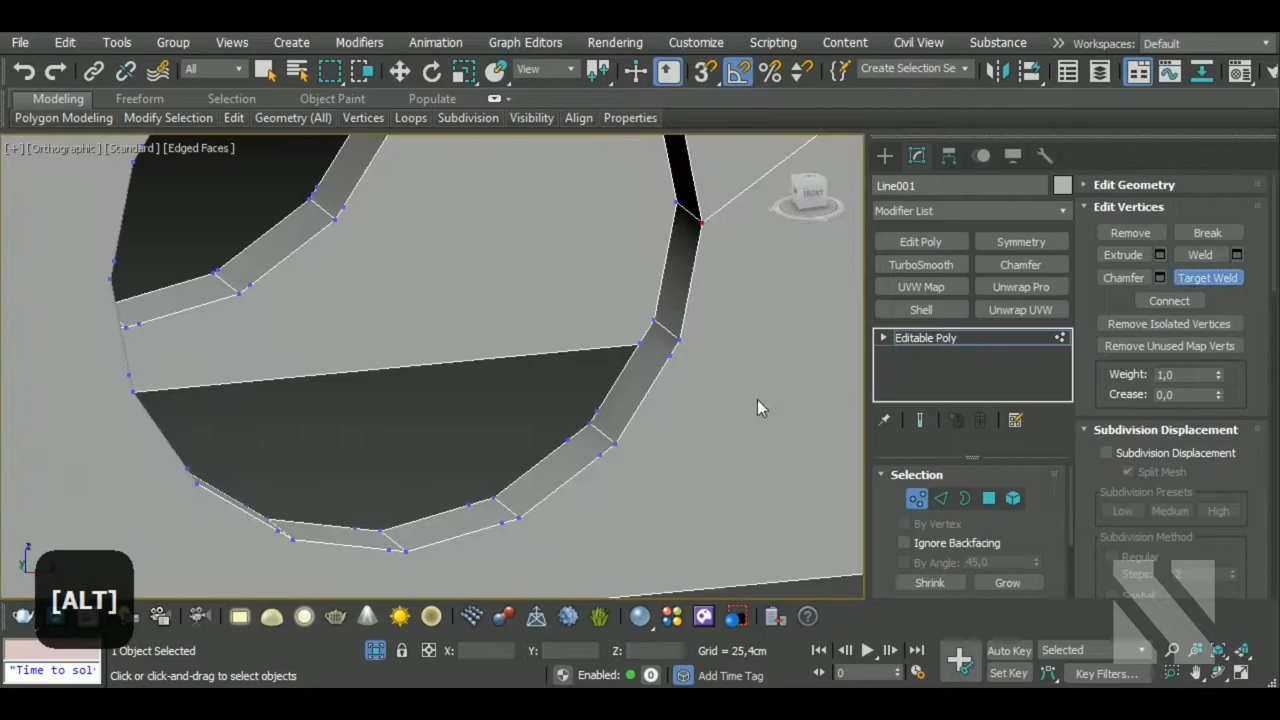 File Edit Tools Group Views Create Modifiers Animation Graph Editors Rendering Customize Scripting Content Civil View Substance Workspaces: Default
All View Create Selection Se
Modeling Freeform Selection Object Paint Populate
Polygon Modeling Modify Selection Edit Geometry (All) Vertices Loops Subdivision Visibility Align Properties
[+] [Orthographic] [Standard] [Edged Faces]
FRONT
Line001
Modifier List
Edit Poly Symmetry
TurboSmooth Chamfer
UVW Map Unwrap Pro
Shell Unwrap UVW
Editable Poly
Selection
By Vertex
Ignore Backfacing
By Angle: 45,0
Shrink Grow
Edit Geometry
Edit Vertices
Remove Break
Extrude Weld
Chamfer Target Weld
Connect
Remove Isolated Vertices
Remove Unused Map Verts
Weight: 1,0
Crease: 0,0
Subdivision Displacement
Subdivision Displacement
Split Mesh
Subdivision Presets
Low Medium High
Subdivision Method
Regular
[ALT]
1 Object Selected
X: Y: Z: Grid = 25,4cm
"Time to sol
Click or click-and-drag to select objects
Enabled: 0 Add Time Tag
0
Auto Key Selected
Set Key Key Filters...